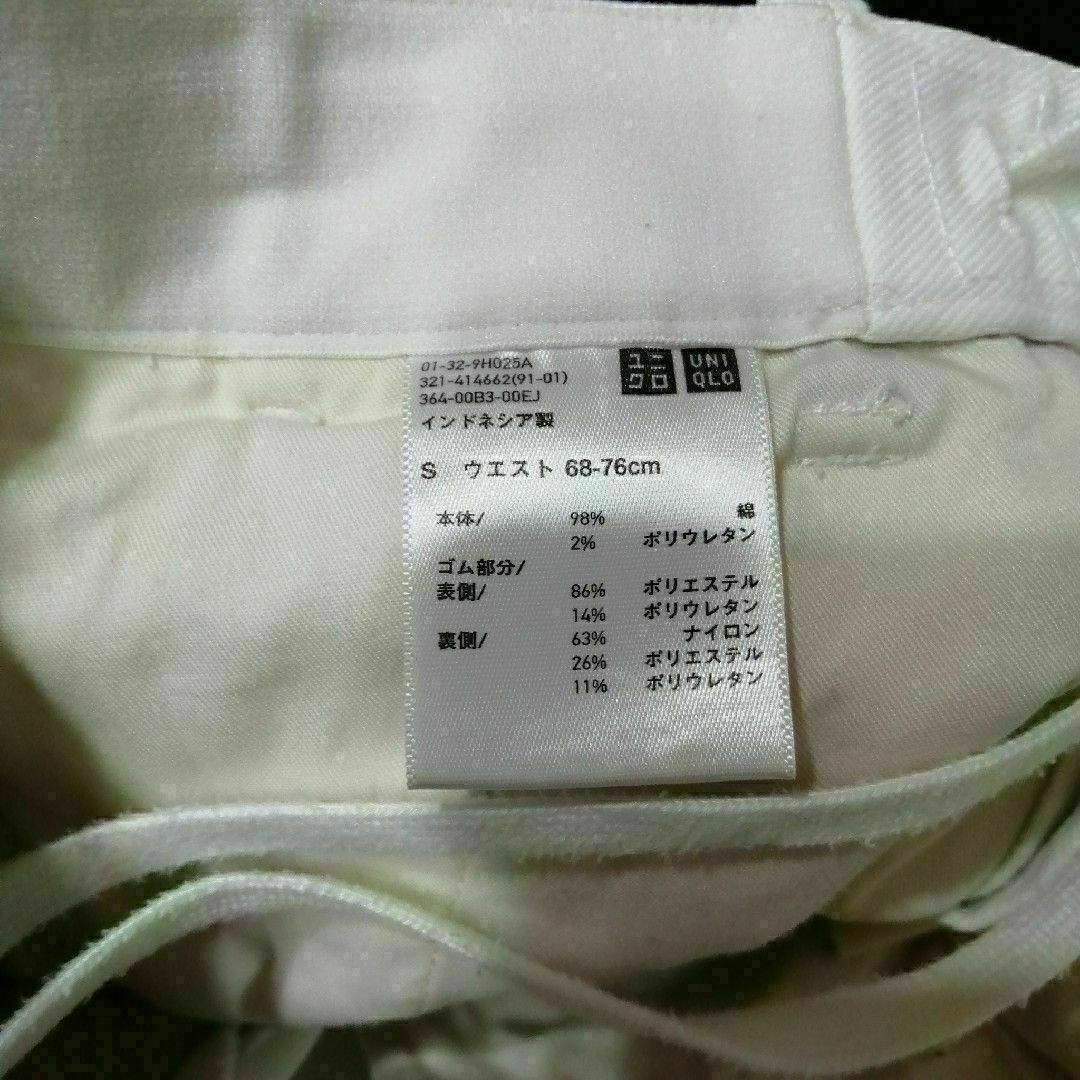 01-32-9H025A
321-414662(91-01)
364-00B3-00EJ
ユニクロ
UNIQLO
インドネシア製
S ウエスト 68-76cm
本体/ 98% 綿
2% ポリウレタン
ゴム部分/
表側/ 86% ポリエステル
14% ポリウレタン
裏側/ 63% ナイロン
26% ポリエステル
11% ポリウレタン